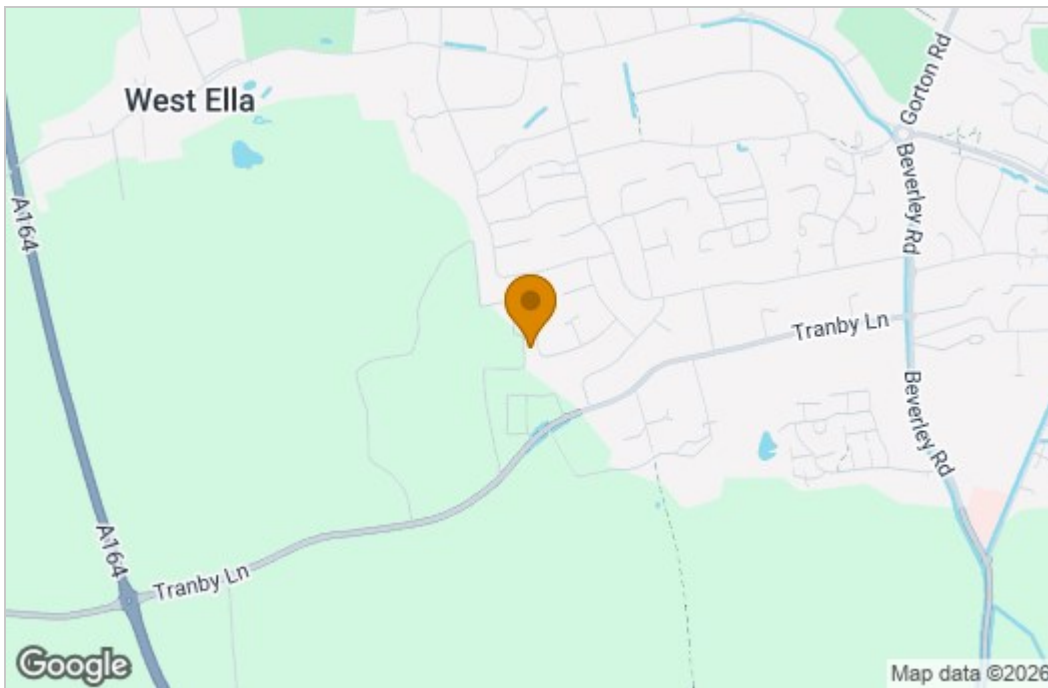 West Ella
Gorton Rd
Beverley Rd
A164
Tranby Ln
Beverley Rd
A164
Tranby Ln
Google
Map data ©2026